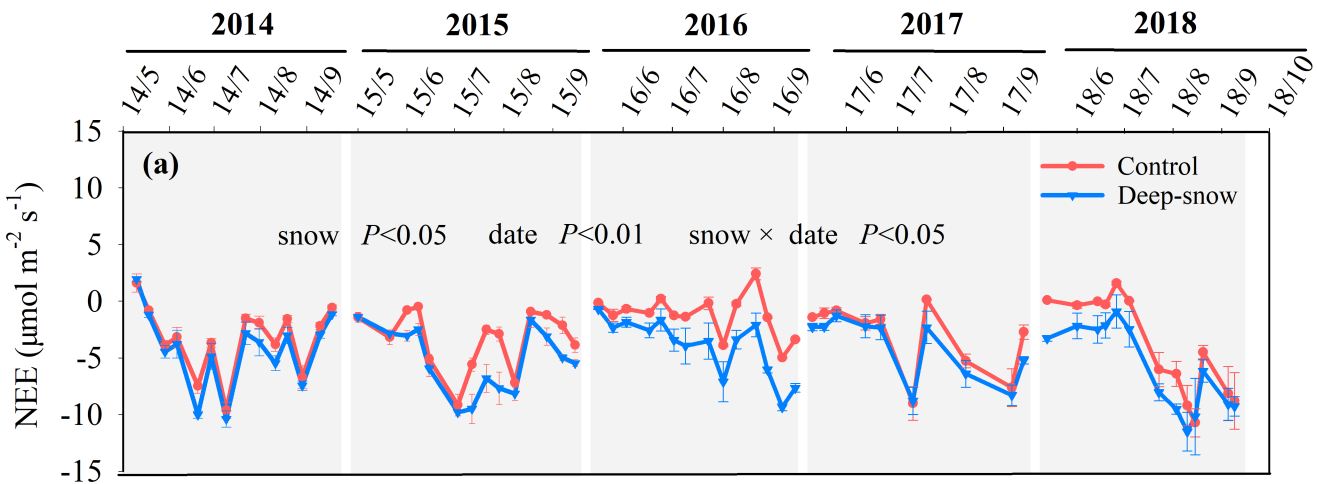 2014 2015 2016 2017 2018
14/5 14/6 14/7 14/8 14/9 15/5 15/6 15/7 15/8 15/9 16/6 16/7 16/8 16/9 17/6 17/7 17/8 17/9 18/6 18/7 18/8 18/9 18/10
15
(a)
Control
10
Deep-snow
5
snow P<0.05 date P<0.01 snow × date P<0.05
0
-5
-10
-15
NEE (µmol m-2 s-1)